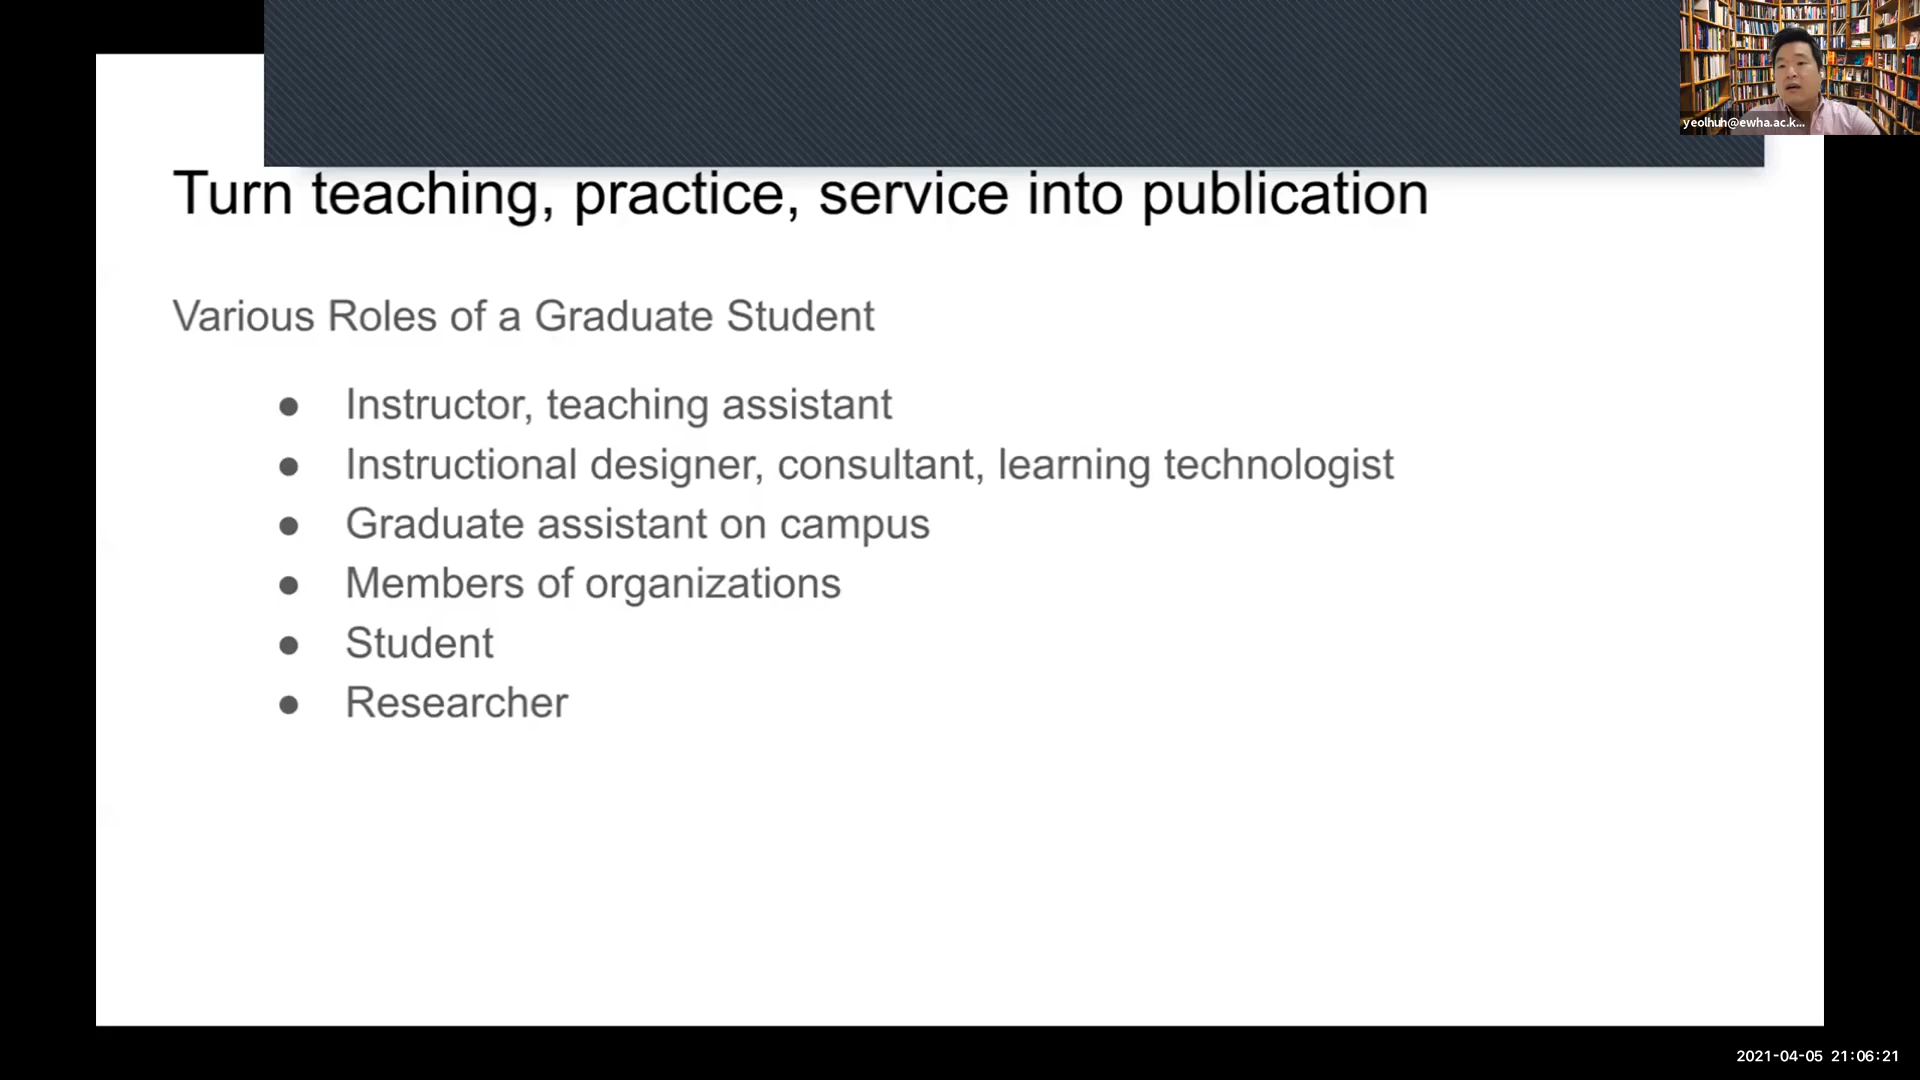 yeolhuh@ewha.ac.k...
Turn teaching, practice, service into publication
Various Roles of a Graduate Student
● Instructor, teaching assistant
● Instructional designer, consultant, learning technologist
● Graduate assistant on campus
● Members of organizations
● Student
● Researcher
2021-04-05 21:06:21